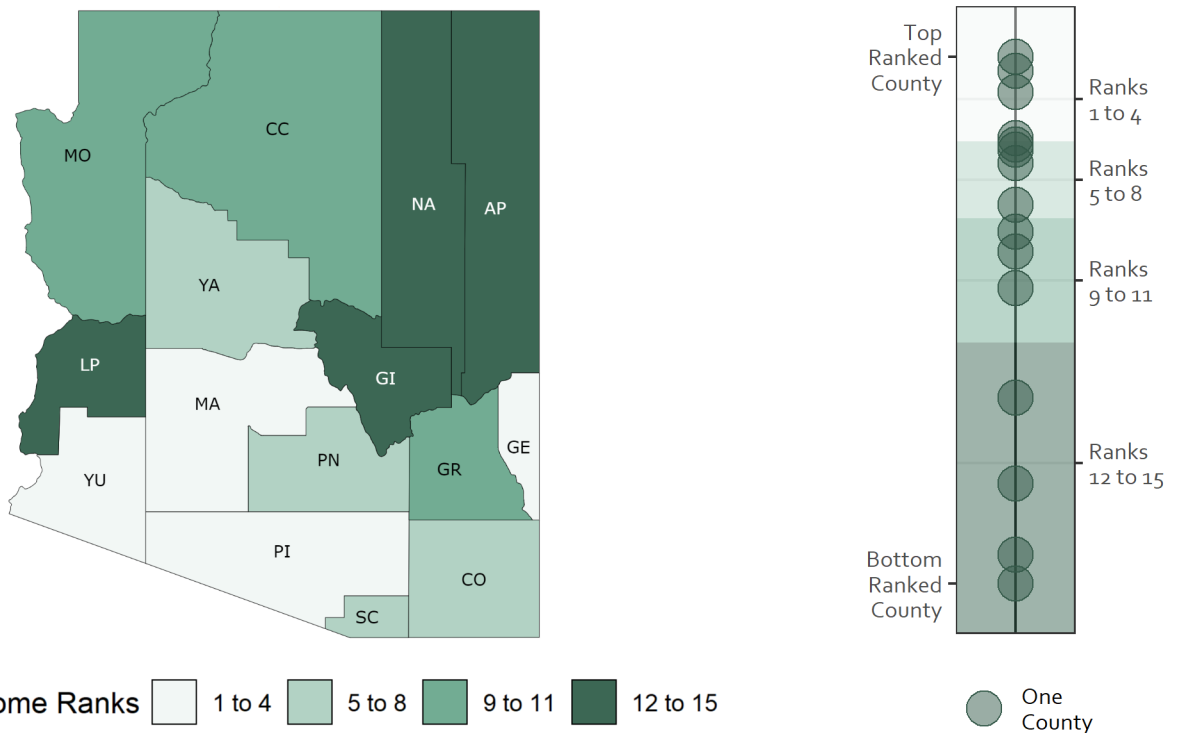 CC
MO
NA
AP
YA
LP
GI
MA
GE
PN
GR
YU
PI
CO
SC
ome Ranks
1 to 4
5 to 8
9 to 11
12 to 15
Top
Ranked
County
Ranks
1 to 4
Ranks
5 to 8
Ranks
9 to 11
Ranks
12 to 15
Bottom
Ranked
County
One
County